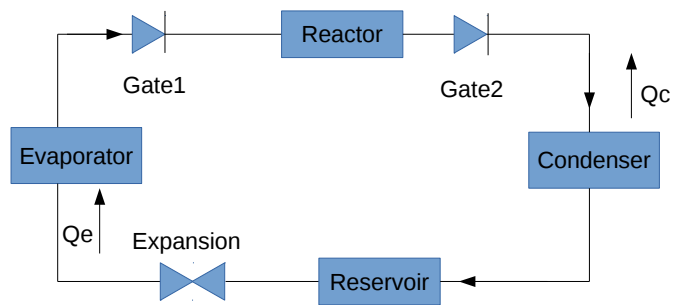 Reactor
Gate1
Gate2
Qc
Evaporator
Condenser
Qe
Expansion
Reservoir